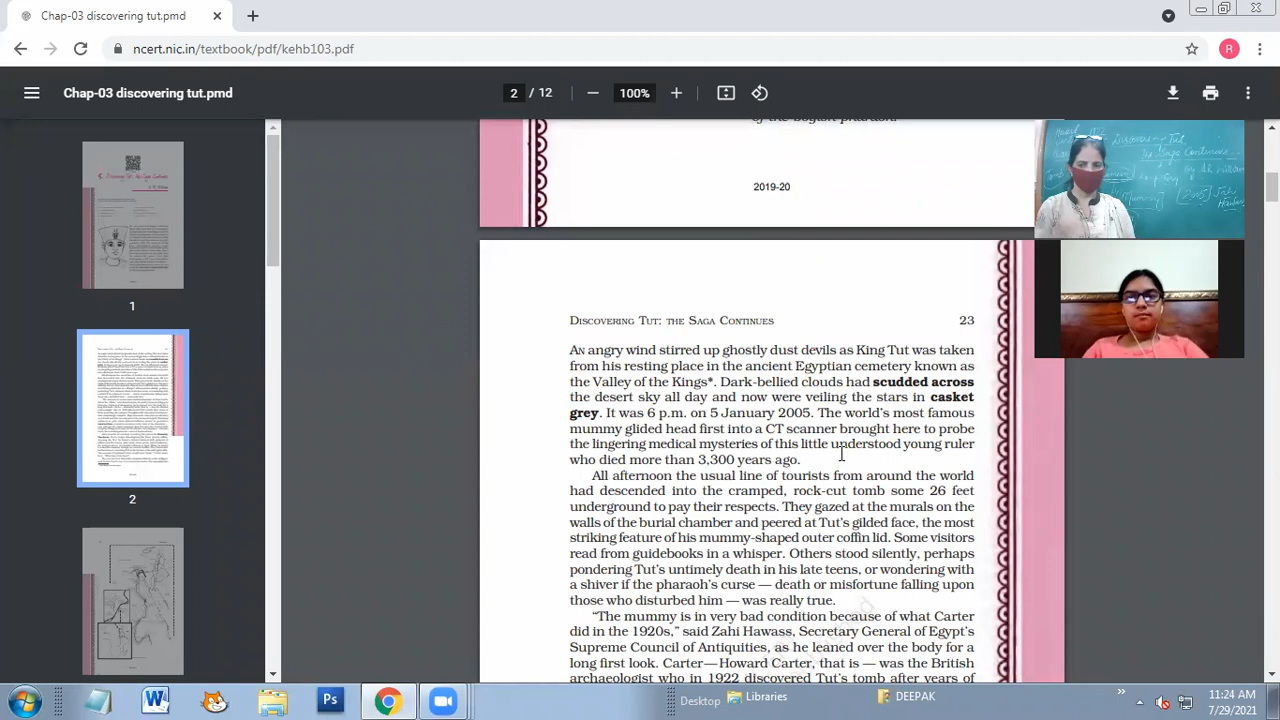 Chap-03 discovering tut.pmd
ncert.nic.in/textbook/pdf/kehb103.pdf
R
Chap-03 discovering tut.pmd
2 / 12
100%
of the boyish pharaoh.
2019-20
Discovering Tut
The Saga Continues
DISCOVERING TUT: THE SAGA CONTINUES 23
AN angry wind stirred up ghostly dust devils as King Tut was taken
from his resting place in the ancient Egyptian cemetery known as
the Valley of the Kings*. Dark-bellied clouds had scudded across
the desert sky all day and now were veiling the stars in casket
grey. It was 6 p.m. on 5 January 2005. The world's most famous
mummy glided head first into a CT scanner brought here to probe
the lingering medical mysteries of this little understood young ruler
who died more than 3,300 years ago.
All afternoon the usual line of tourists from around the world
had descended into the cramped, rock-cut tomb some 26 feet
underground to pay their respects. They gazed at the murals on the
walls of the burial chamber and peered at Tut's gilded face, the most
striking feature of his mummy-shaped outer coffin lid. Some visitors
read from guidebooks in a whisper. Others stood silently, perhaps
pondering Tut's untimely death in his late teens, or wondering with
a shiver if the pharaoh's curse — death or misfortune falling upon
those who disturbed him — was really true.
"The mummy is in very bad condition because of what Carter
did in the 1920s," said Zahi Hawass, Secretary General of Egypt's
Supreme Council of Antiquities, as he leaned over the body for a
long first look. Carter—Howard Carter, that is — was the British
archaeologist who in 1922 discovered Tut's tomb after years of
1
2
Desktop
Libraries
DEEPAK
11:24 AM
7/29/2021